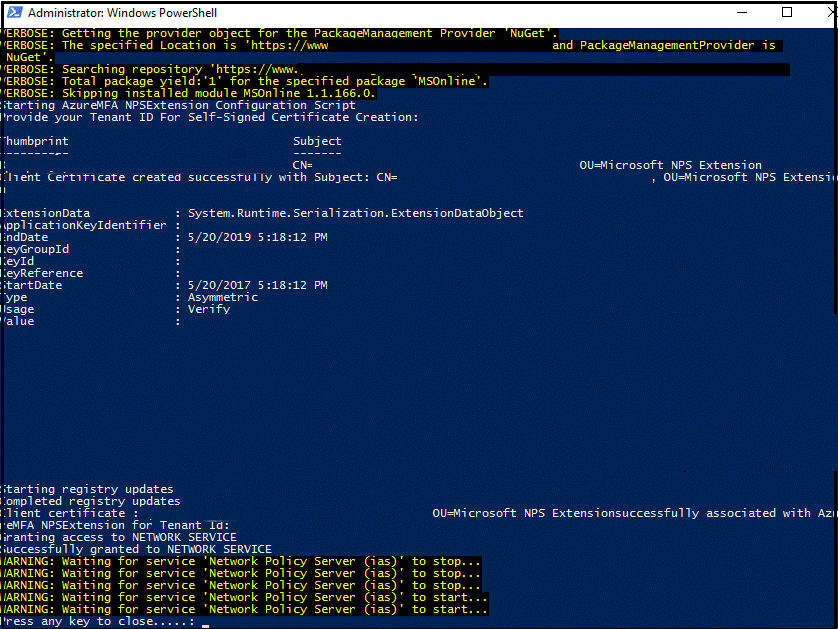 Administrator: Windows PowerShell
VERBOSE: Getting the provider object for the PackageManagement Provider 'NuGet'.
VERBOSE: The specified Location is 'https://www and PackageManagementProvider is
'NuGet'.
VERBOSE: Searching repository 'https://www.
VERBOSE: Total package yield:'1' for the specified package 'MSOnline'.
VERBOSE: Skipping installed module MSOnline 1.1.166.0.
Starting AzureMFA NPSExtension Configuration Script
Provide your Tenant ID For Self-Signed Certificate Creation:
Thumbprint Subject
---------- -------
CN= OU=Microsoft NPS Extension
Client Certificate created successfully with Subject: CN= , OU=Microsoft NPS Extensio
n
ExtensionData : System.Runtime.Serialization.ExtensionDataObject
ApplicationKeyIdentifier :
EndDate : 5/20/2019 5:18:12 PM
KeyGroupId :
KeyId :
KeyReference :
StartDate : 5/20/2017 5:18:12 PM
Type : Asymmetric
Usage : Verify
Value :
Starting registry updates
Completed registry updates
Client certificate : OU=Microsoft NPS Extensionsuccessfully associated with Azu
reMFA NPSExtension for Tenant Id:
Granting access to NETWORK SERVICE
Successfully granted to NETWORK SERVICE
WARNING: Waiting for service 'Network Policy Server (ias)' to stop...
WARNING: Waiting for service 'Network Policy Server (ias)' to stop...
WARNING: Waiting for service 'Network Policy Server (ias)' to stop...
WARNING: Waiting for service 'Network Policy Server (ias)' to start...
WARNING: Waiting for service 'Network Policy Server (ias)' to start...
Press any key to close.....: _